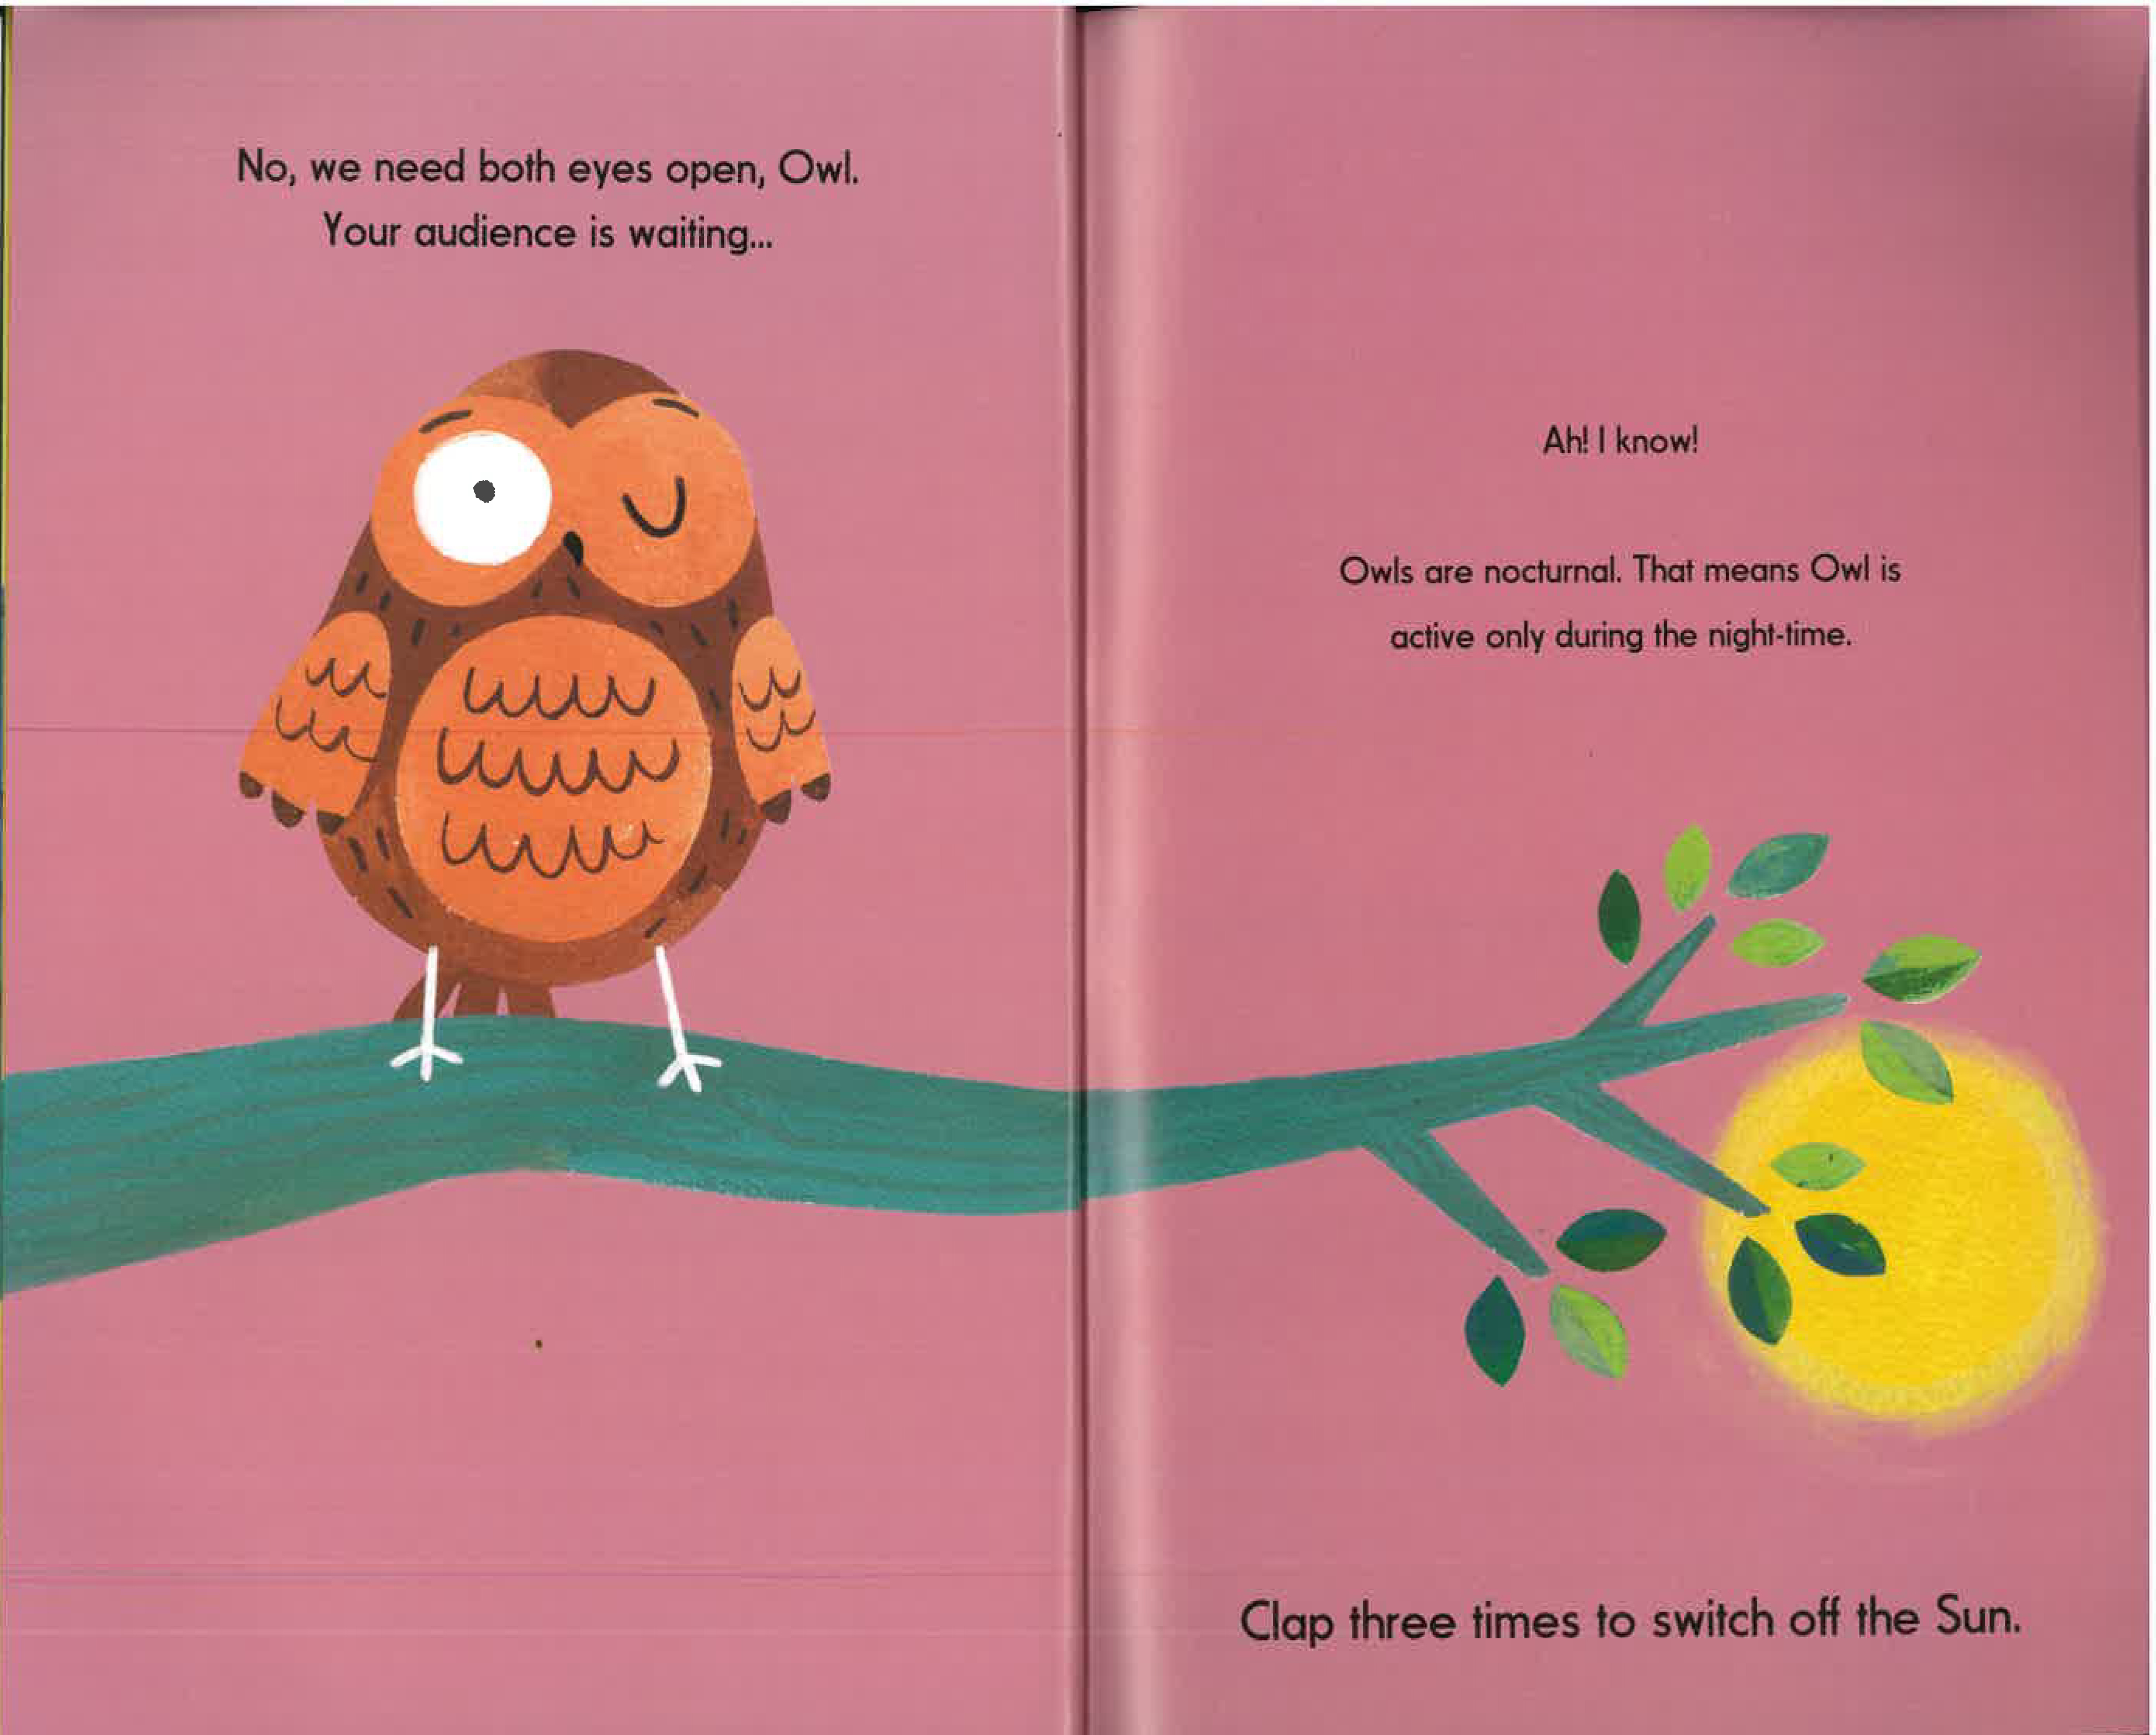 No, we need both eyes open, Owl.
Your audience is waiting...
Ah! I know!
Owls are nocturnal. That means Owl is
active only during the night-time.
Clap three times to switch off the Sun.